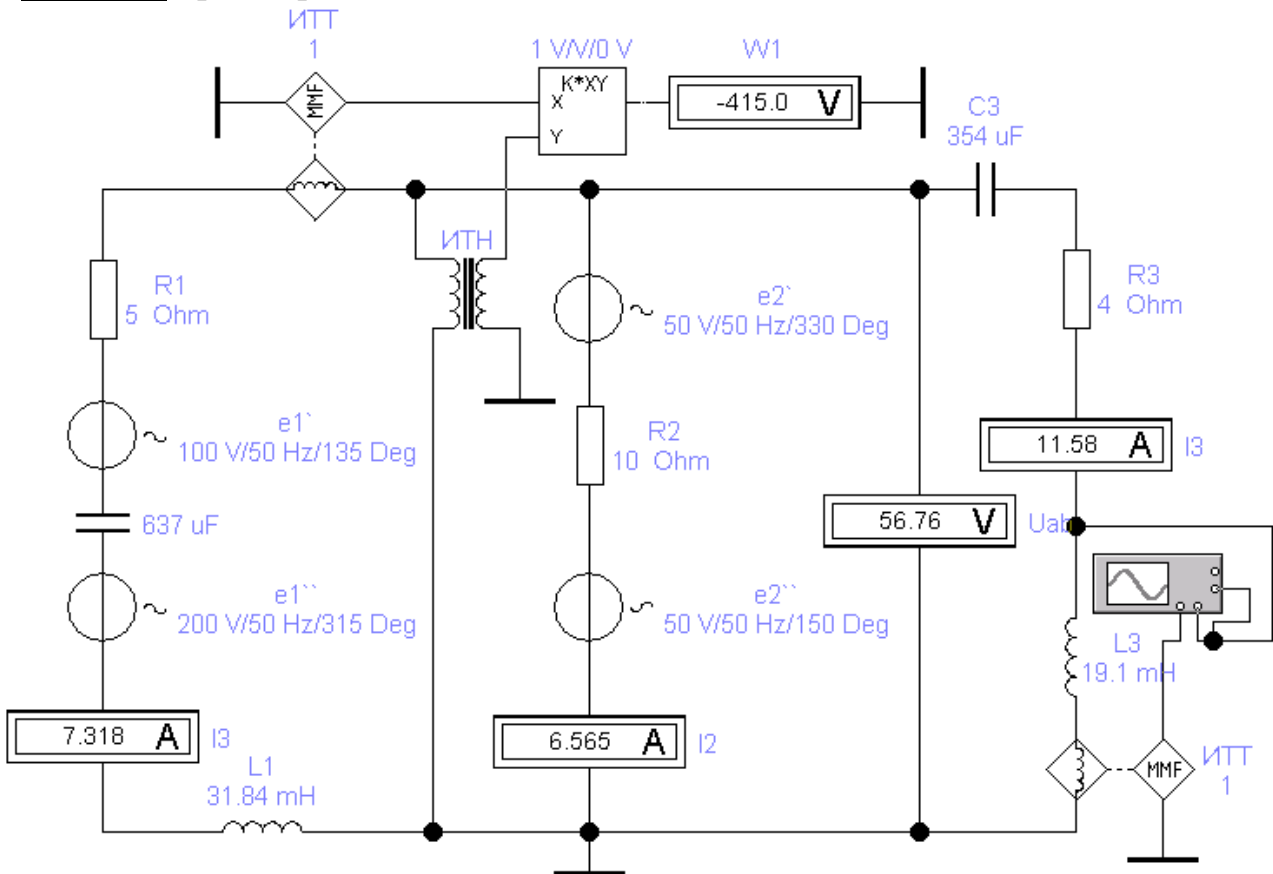 ИТТ
1
1 V/V/0 V
W1
K*XY
X
Y
MMF
-415.0 V
C3
354 uF
ИТН
R1
5 Ohm
e2`
50 V/50 Hz/330 Deg
R3
4 Ohm
e1`
100 V/50 Hz/135 Deg
R2
10 Ohm
11.58 A
I3
637 uF
56.76 V
Uab
e1``
200 V/50 Hz/315 Deg
e2``
50 V/50 Hz/150 Deg
L3
19.1 mH
7.318 A
I3
6.565 A
I2
L1
31.84 mH
MMF
ИТТ
1